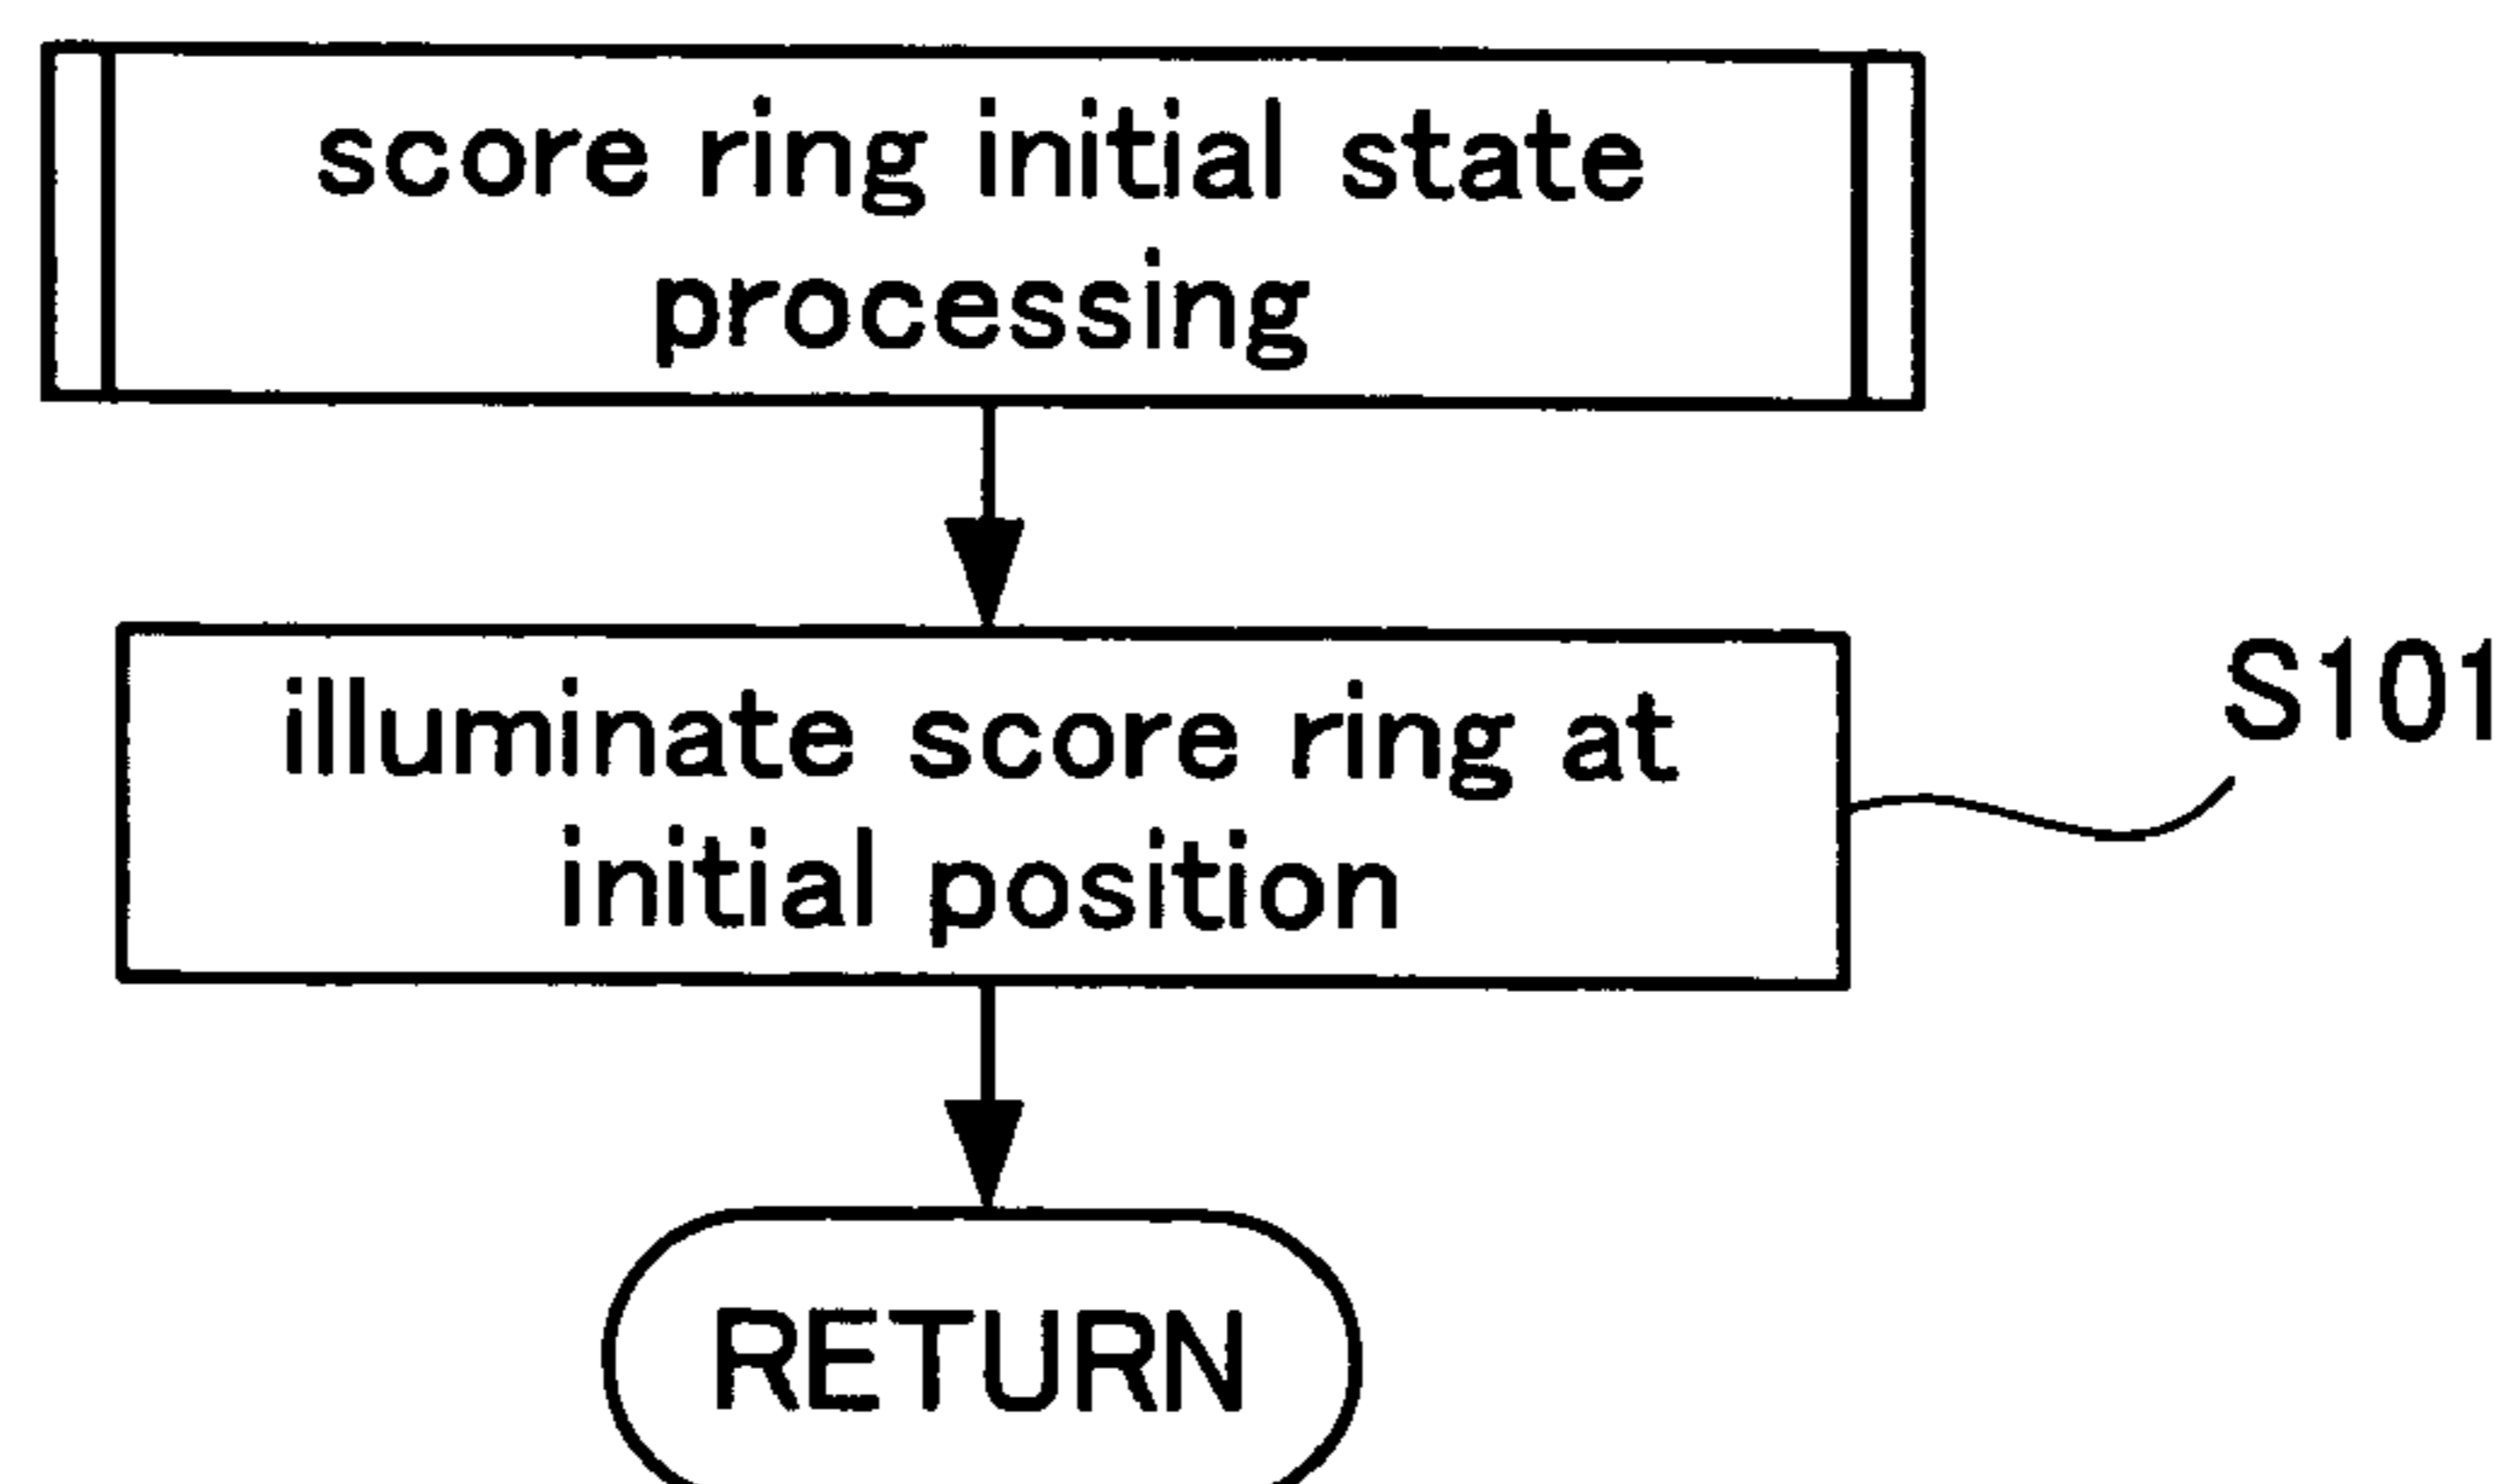 score ring initial state
processing
illuminate score ring at
initial position
S101
RETURN